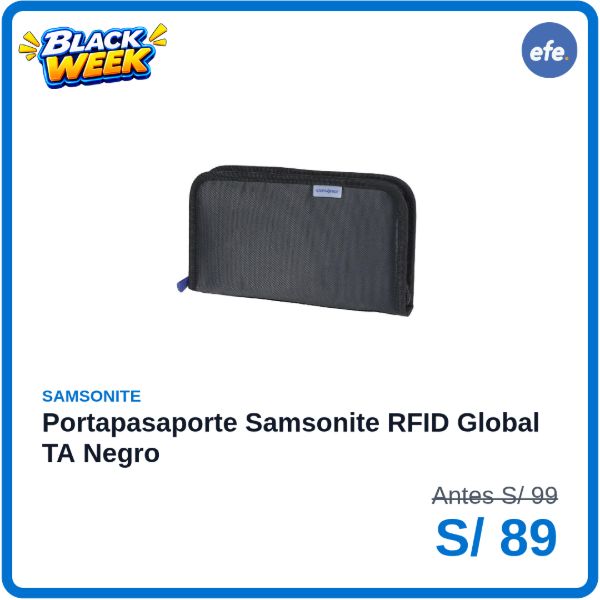 BLACK
WEEK
efe.
SAMSONITE
Portapasaporte Samsonite RFID Global
TA Negro
Antes S/ 99
S/ 89